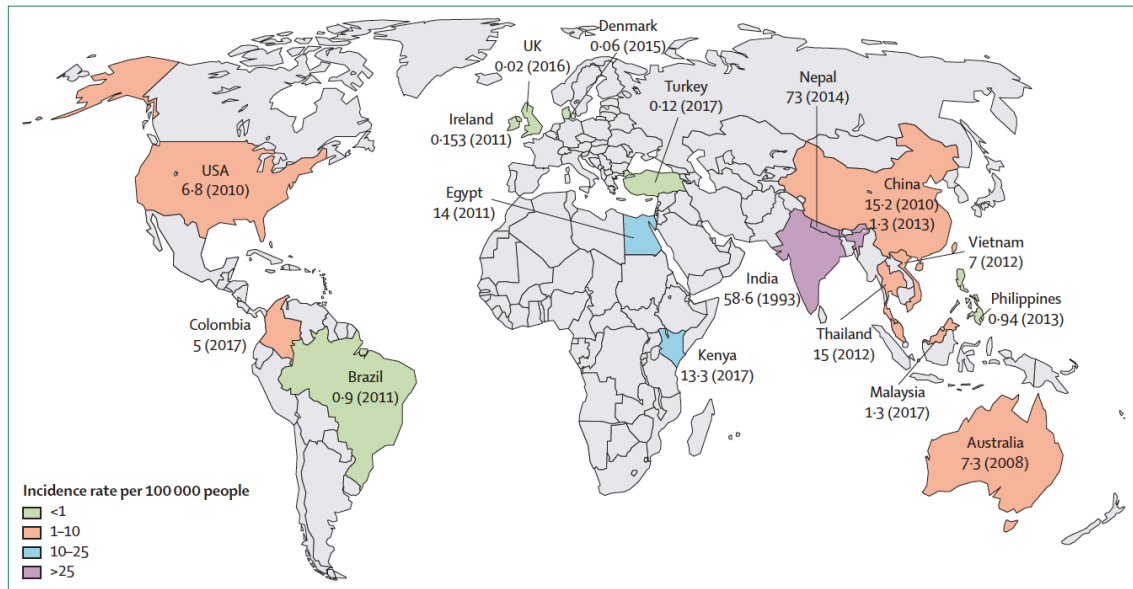 Denmark
0·06 (2015)
UK
0·02 (2016)
Nepal
73 (2014)
Turkey
0·12 (2017)
Ireland
0·153 (2011)
USA
6·8 (2010)
Egypt
14 (2011)
China
15·2 (2010)
1·3 (2013)
Vietnam
7 (2012)
India
58·6 (1993)
Philippines
0·94 (2013)
Colombia
5 (2017)
Thailand
15 (2012)
Kenya
13·3 (2017)
Brazil
0·9 (2011)
Malaysia
1·3 (2017)
Australia
7·3 (2008)
Incidence rate per 100 000 people
<1
1–10
10–25
>25